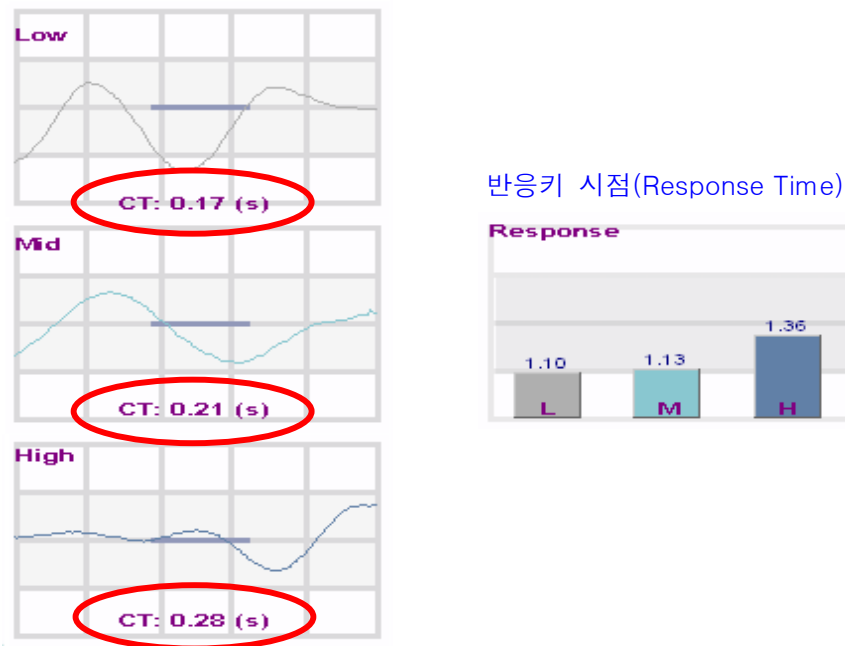 Low
CT: 0.17 (s)
Mid
CT: 0.21 (s)
High
CT: 0.28 (s)
반응키 시점(Response Time)
Response
1.10
1.13
1.36
L
M
H